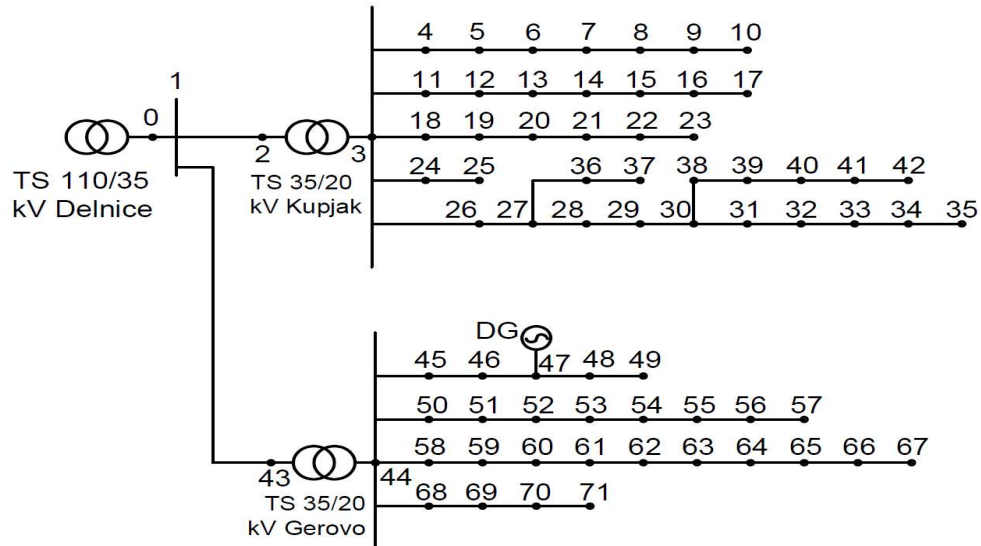 4 5 6 7 8 9 10
1
11 12 13 14 15 16 17
0
18 19 20 21 22 23
2
3
TS 110/35
kV Delnice
TS 35/20
kV Kupjak
24 25
36 37
38 39 40 41 42
26 27 28 29 30 31 32 33 34 35
DG
45 46 47 48 49
50 51 52 53 54 55 56 57
58 59 60 61 62 63 64 65 66 67
43
44
TS 35/20
kV Gerovo
68 69 70 71